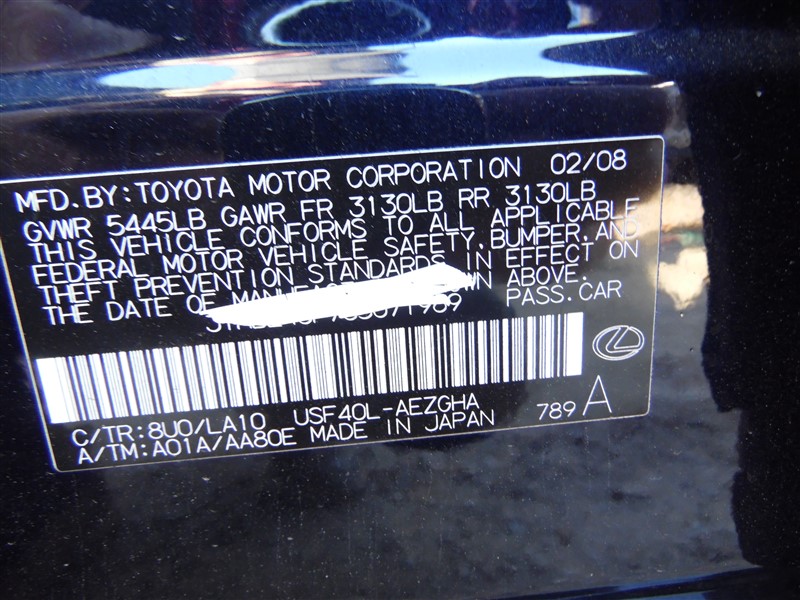 MFD.BY:TOYOTA MOTOR CORPORATION 02/08
GVWR 5445LB GAWR FR 3130LB RR 3130LB
THIS VEHICLE CONFORMS TO ALL APPLICABLE
FEDERAL MOTOR VEHICLE SAFETY,BUMPER,AND
THEFT PREVENTION STANDARDS IN EFFECT ON
THE DATE OF ABOVE.
PASS.CAR
C/TR:8U0/LA10 USF40L-AEZGHA
A/TM:A01A/AA80E MADE IN JAPAN 789 A